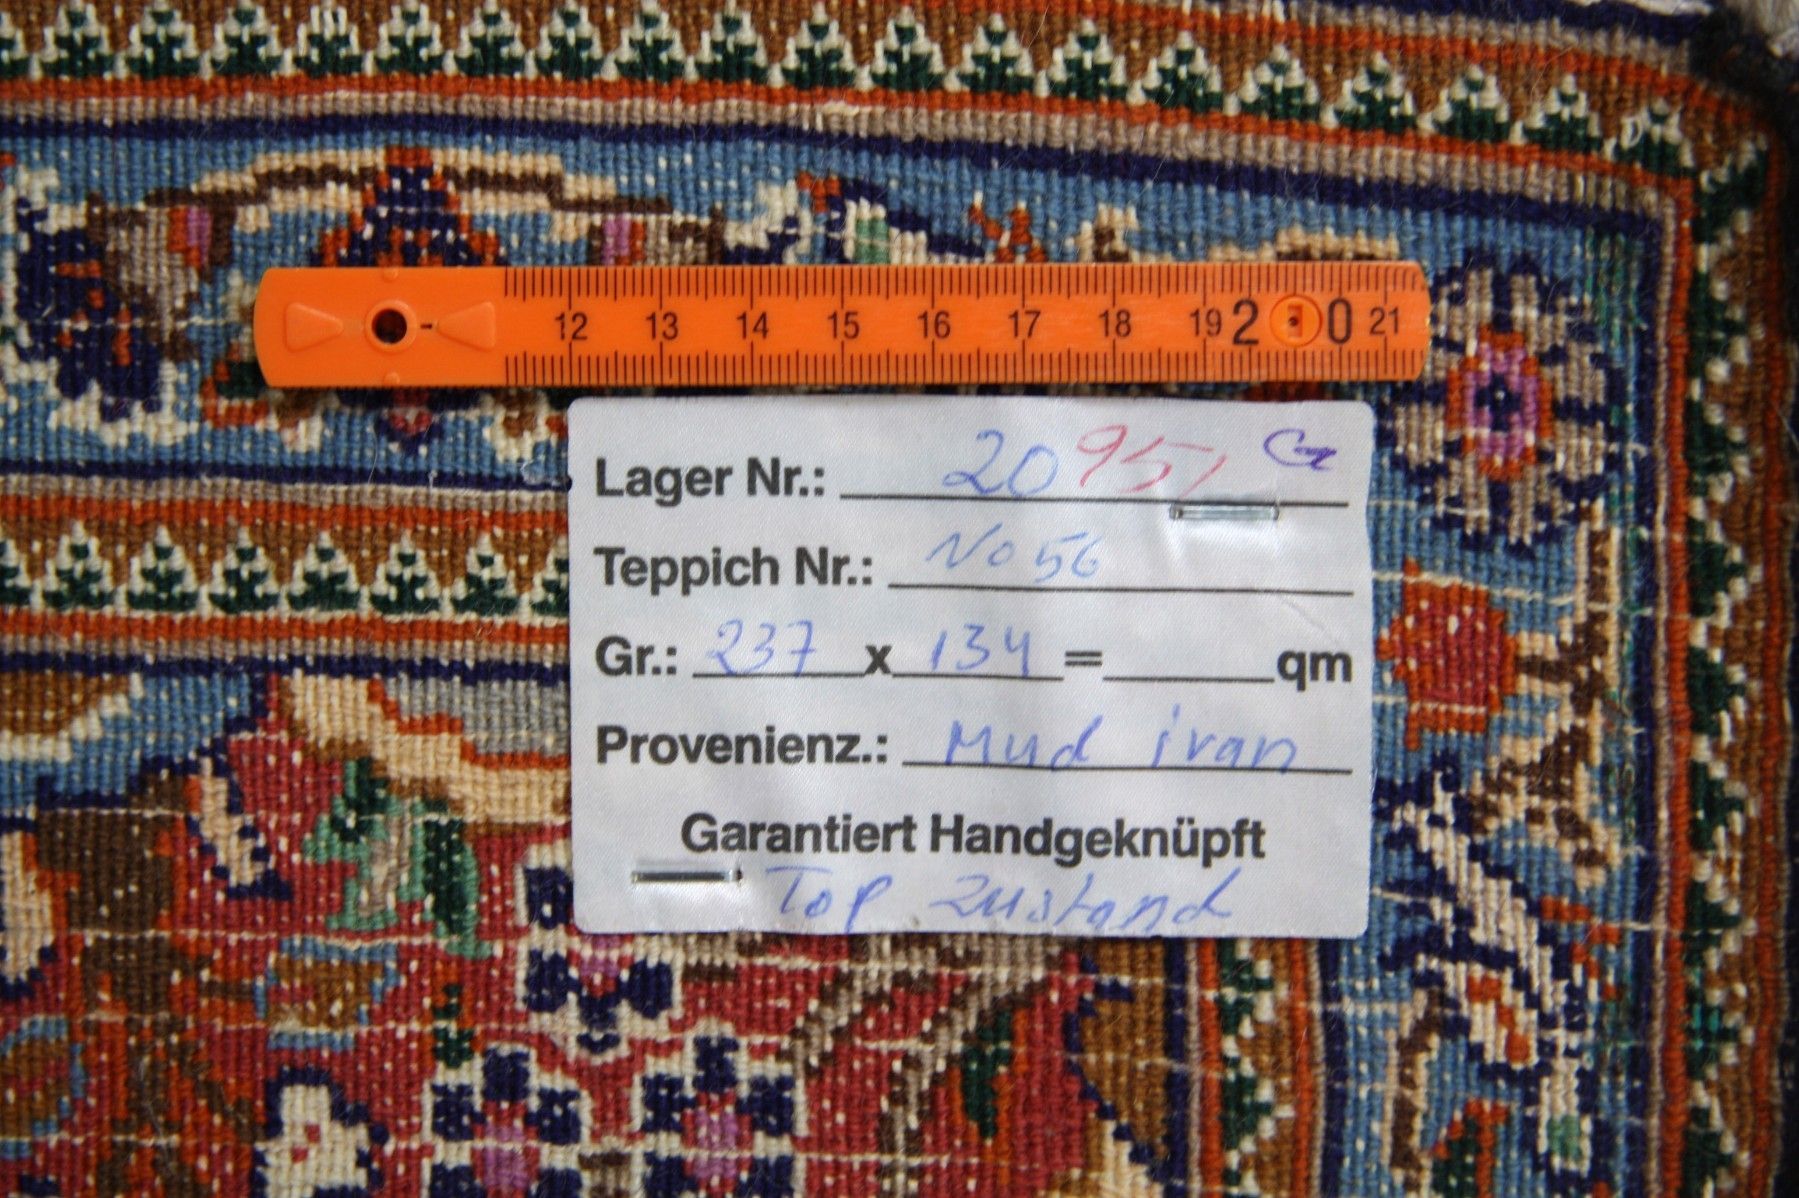 12 13 14 15 16 17 18 19 20 21
Lager Nr.: 20951 G
Teppich Nr.: No 56
Gr.: 237 x 134 = qm
Provenienz.: Mud iran
Garantiert Handgeknüpft
Top Zustand